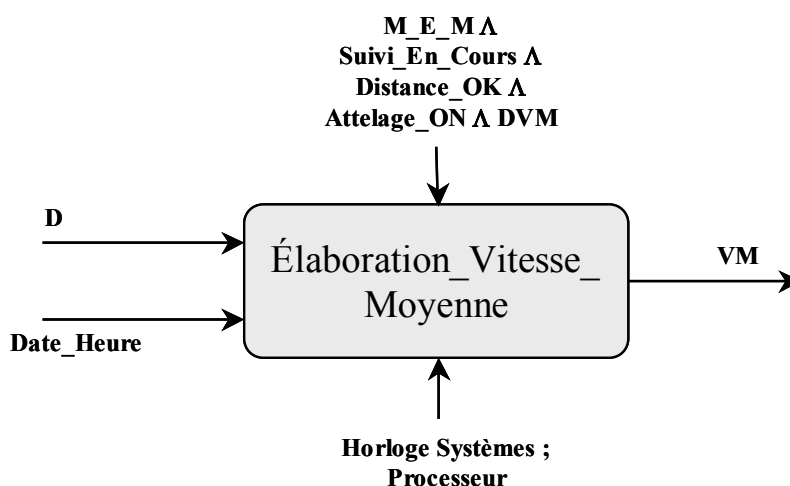 M_E_M Λ
Suivi_En_Cours Λ
Distance_OK Λ
Attelage_ON Λ DVM
D
Élaboration_Vitesse_
Moyenne
VM
Date_Heure
Horloge Systèmes ;
Processeur